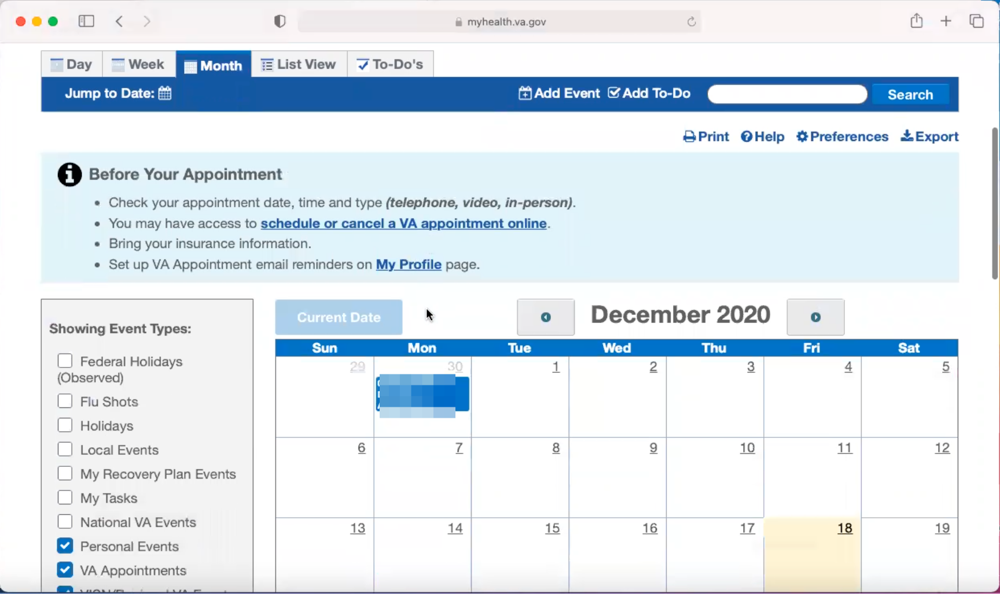 myhealth.va.gov
Day Week Month List View To-Do's
Jump to Date: Add Event Add To-Do Search
Print Help Preferences Export
Before Your Appointment
• Check your appointment date, time and type (telephone, video, in-person).
• You may have access to schedule or cancel a VA appointment online.
• Bring your insurance information.
• Set up VA Appointment email reminders on My Profile page.
Showing Event Types:
Federal Holidays
(Observed)
Flu Shots
Holidays
Local Events
My Recovery Plan Events
My Tasks
National VA Events
Personal Events
VA Appointments
Current Date December 2020
Sun Mon Tue Wed Thu Fri Sat
29 30 1 2 3 4 5
6 7 8 9 10 11 12
13 14 15 16 17 18 19